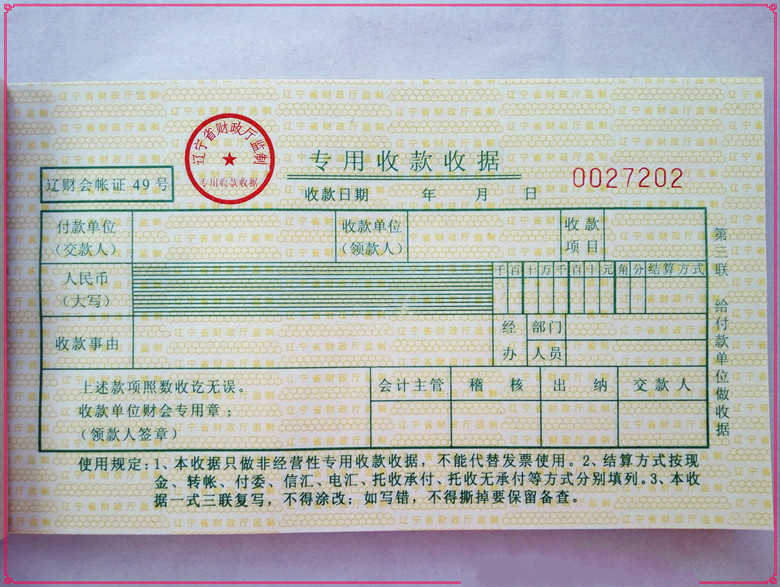 辽宁省财政厅监制
专用收款收据
专用收款收据
辽财会帐证 49 号
0027202
收款日期 年 月 日
付款单位
(交款人)
收款单位
(领款人)
收款
项目
人民币
(大写)
千百十万千百十元角分
结算方式
收款事由
经办
部门
人员
上述款项照数收讫无误。
收款单位财会专用章：
(领款人签章)
会计主管
稽核
出纳
交款人
第三联 给付款单位做收据
使用规定：1、本收据只做非经营性专用收款收据，不能代替发票使用。2、结算方式按现
金、转帐、付委、信汇、电汇、托收承付、托收无承付等方式分别填列。3、本收
据一式三联复写，不得涂改；如写错，不得撕掉要保留备查。